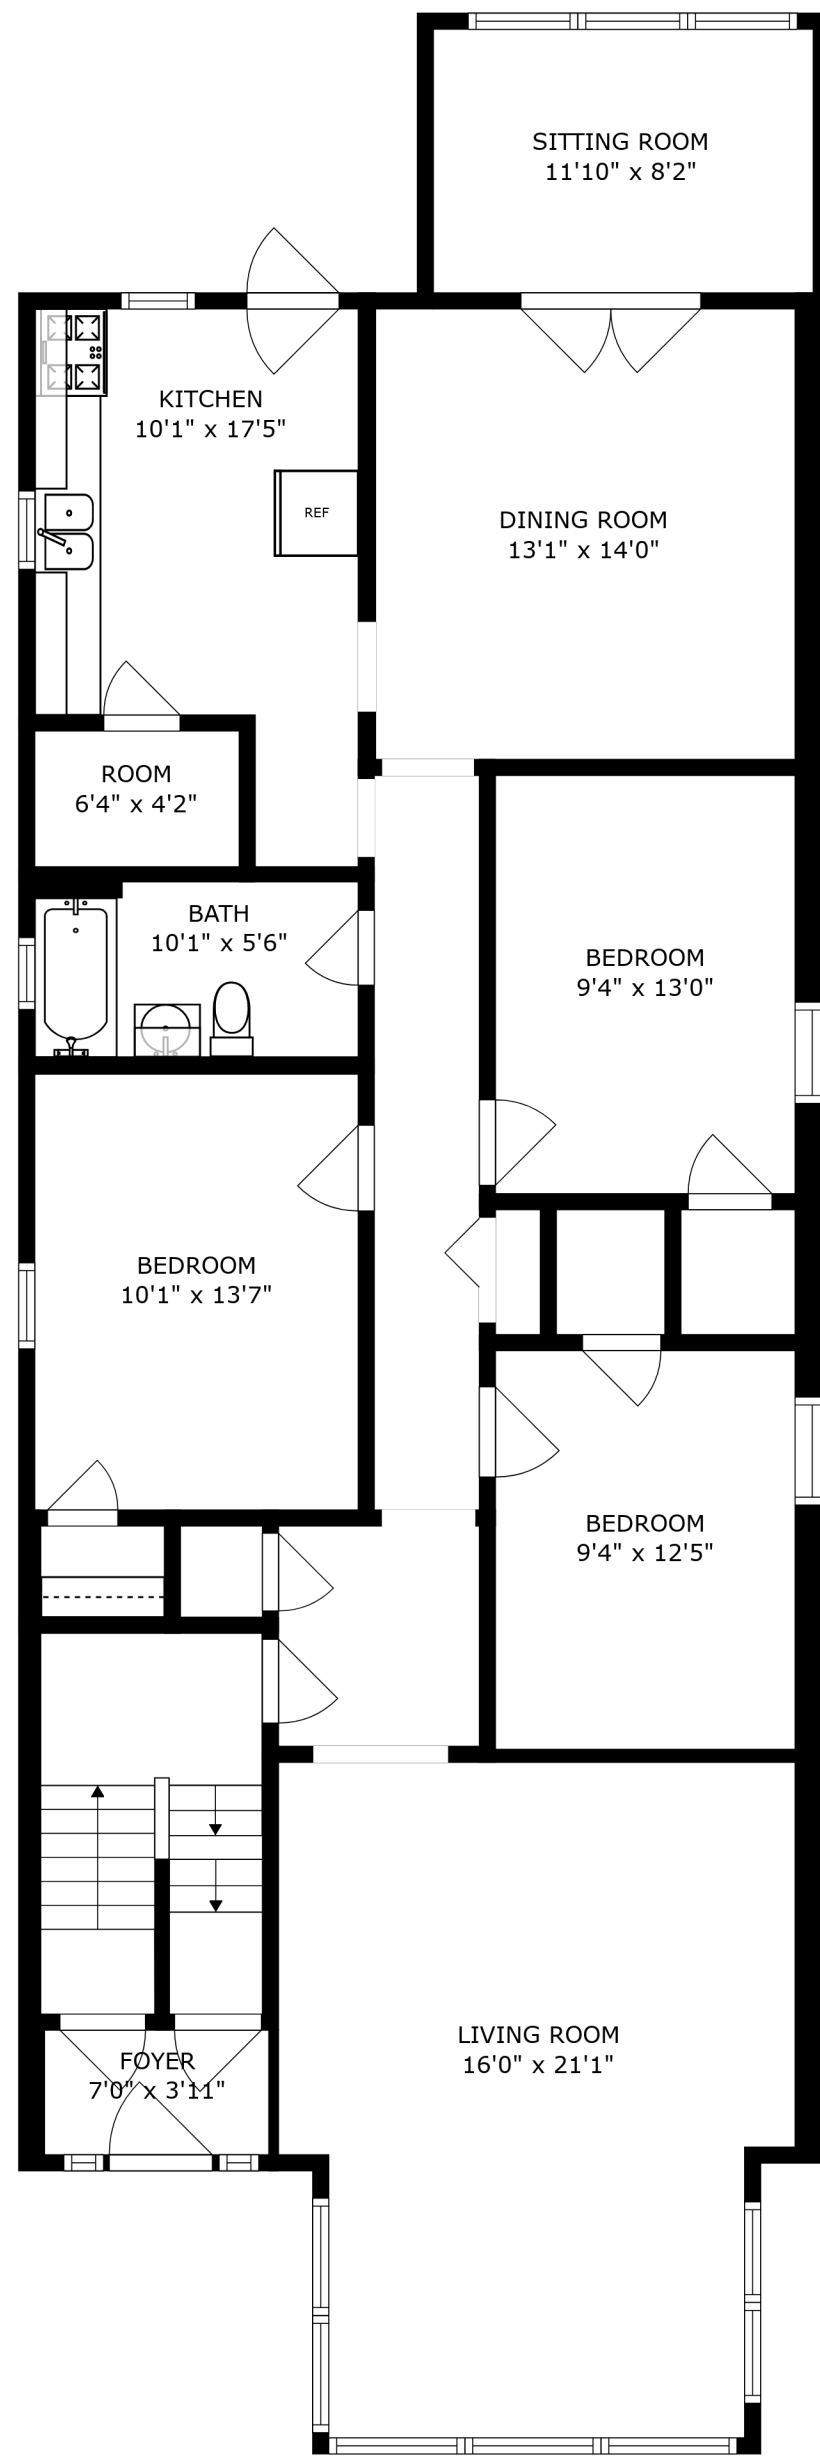 SITTING ROOM
11'10" x 8'2"
KITCHEN
10'1" x 17'5"
REF
DINING ROOM
13'1" x 14'0"
ROOM
6'4" x 4'2"
BATH
10'1" x 5'6"
BEDROOM
9'4" x 13'0"
BEDROOM
10'1" x 13'7"
BEDROOM
9'4" x 12'5"
LIVING ROOM
16'0" x 21'1"
FOYER
7'0" x 3'11"